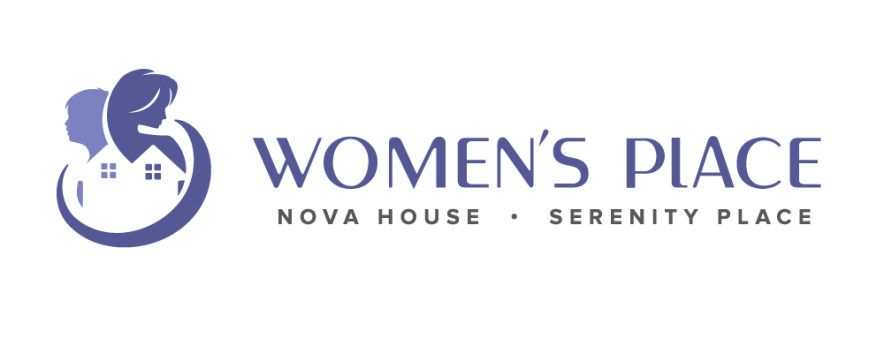 WOMEN'S PLACE
NOVA HOUSE • SERENITY PLACE